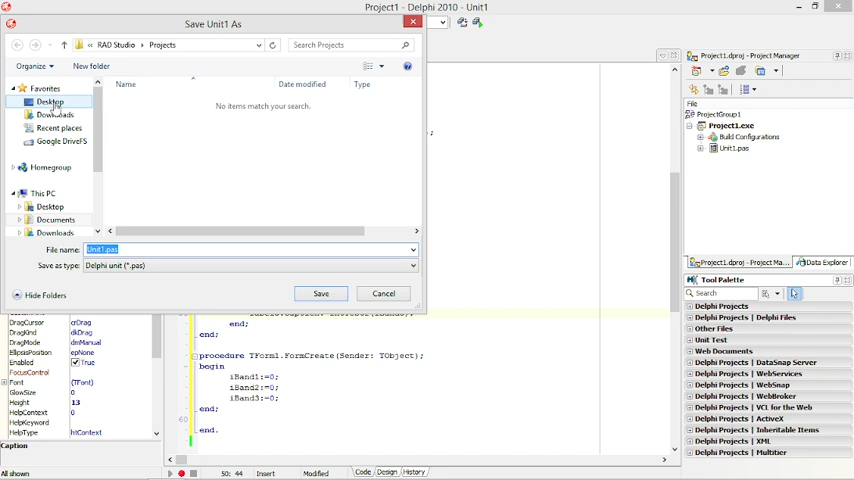 Project1 - Delphi 2010 - Unit1
Save Unit1 As
« RAD Studio › Projects
Search Projects
Organize
New folder
Name
Date modified
Type
No items match your search.
Favorites
Desktop
Downloads
Recent places
Google DriveFS
Homegroup
This PC
Desktop
Documents
Downloads
File name:
Unit1.pas
Save as type:
Delphi unit (*.pas)
Hide Folders
Save
Cancel
DragCursor crDrag
DragKind dkDrag
DragMode dmManual
EllipsisPosition epNone
Enabled True
FocusControl
Font (TFont)
GlowSize 0
Height 13
HelpContext 0
HelpKeyword
HelpType htContext
Caption
All shown
end;
end;
procedure TForm1.FormCreate(Sender: TObject);
begin
iBand1:=0;
iBand2:=0;
iBand3:=0;
end;
60
end.
50: 44
Insert
Modified
Code
Design
History
Project1.dproj - Project Manager
File
ProjectGroup1
Project1.exe
Build Configurations
Unit1.pas
Project1.dproj - Project Ma...
Data Explorer
Tool Palette
Search
Delphi Projects
Delphi Projects | Delphi Files
Other Files
Unit Test
Web Documents
Delphi Projects | DataSnap Server
Delphi Projects | WebServices
Delphi Projects | WebSnap
Delphi Projects | WebBroker
Delphi Projects | VCL for the Web
Delphi Projects | ActiveX
Delphi Projects | Inheritable Items
Delphi Projects | XML
Delphi Projects | Multitier